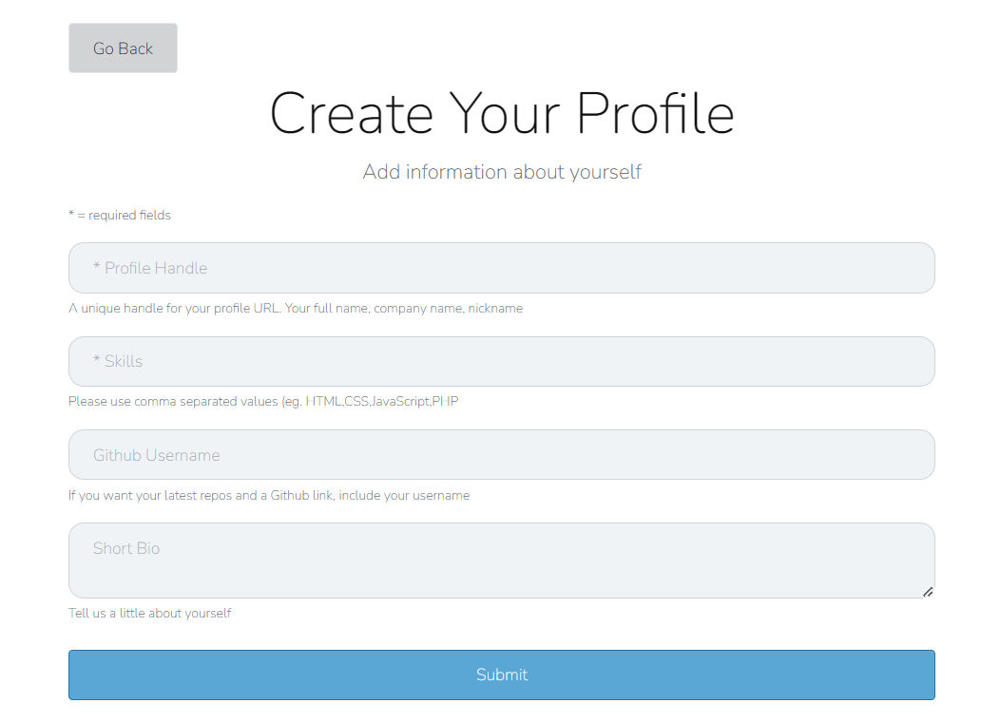 Go Back
Create Your Profile
Add information about yourself
* = required fields
* Profile Handle
A unique handle for your profile URL. Your full name, company name, nickname
* Skills
Please use comma separated values (eg. HTML,CSS,JavaScript,PHP
Github Username
If you want your latest repos and a Github link, include your username
Short Bio
Tell us a little about yourself
Submit